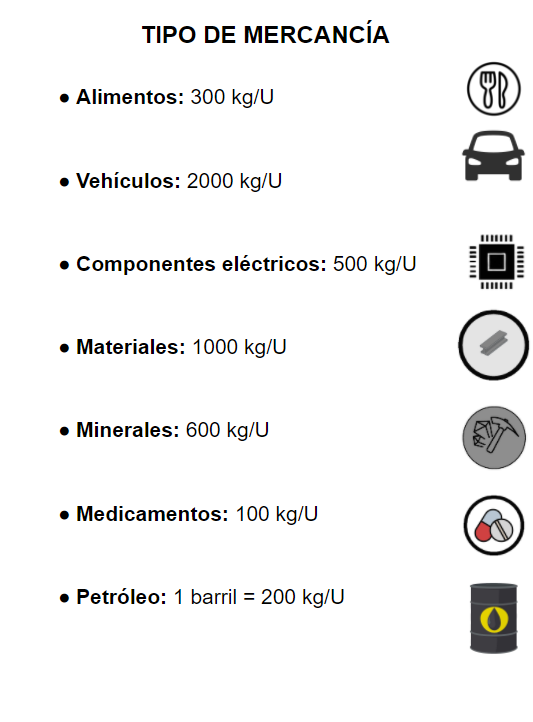 TIPO DE MERCANCÍA
● Alimentos: 300 kg/U
● Vehículos: 2000 kg/U
● Componentes eléctricos: 500 kg/U
● Materiales: 1000 kg/U
● Minerales: 600 kg/U
● Medicamentos: 100 kg/U
● Petróleo: 1 barril = 200 kg/U